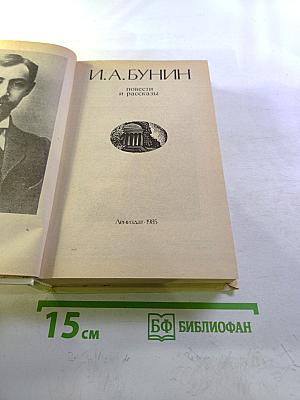 И.А.БУНИН
повести
и рассказы
Лениздат·1985
15 см
БФ БИБЛИОФАН